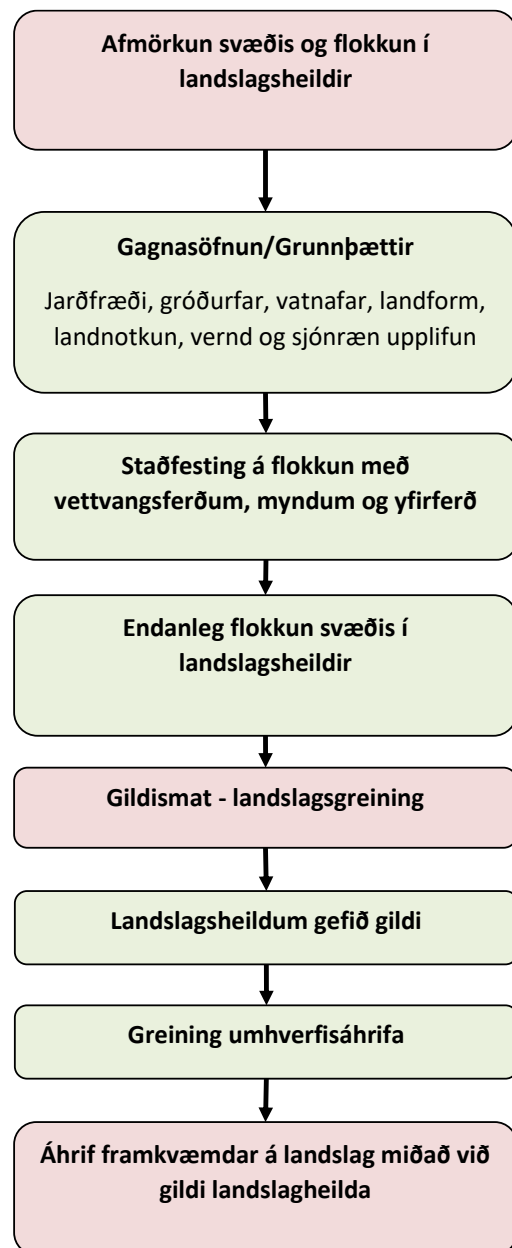 Afmörkun svæðis og flokkun í
landslagsheildir
Gagnasöfnun/Grunnþættir
Jarðfræði, gróðurfar, vatnafar, landform,
landnotkun, vernd og sjónræn upplifun
Staðfesting á flokkun með
vettvangsferðum, myndum og yfirferð
Endanleg flokkun svæðis í
landslagsheildir
Gildismat - landslagsgreining
Landslagsheildum gefið gildi
Greining umhverfisáhrifa
Áhrif framkvæmdar á landslag miðað við
gildi landslagheilda